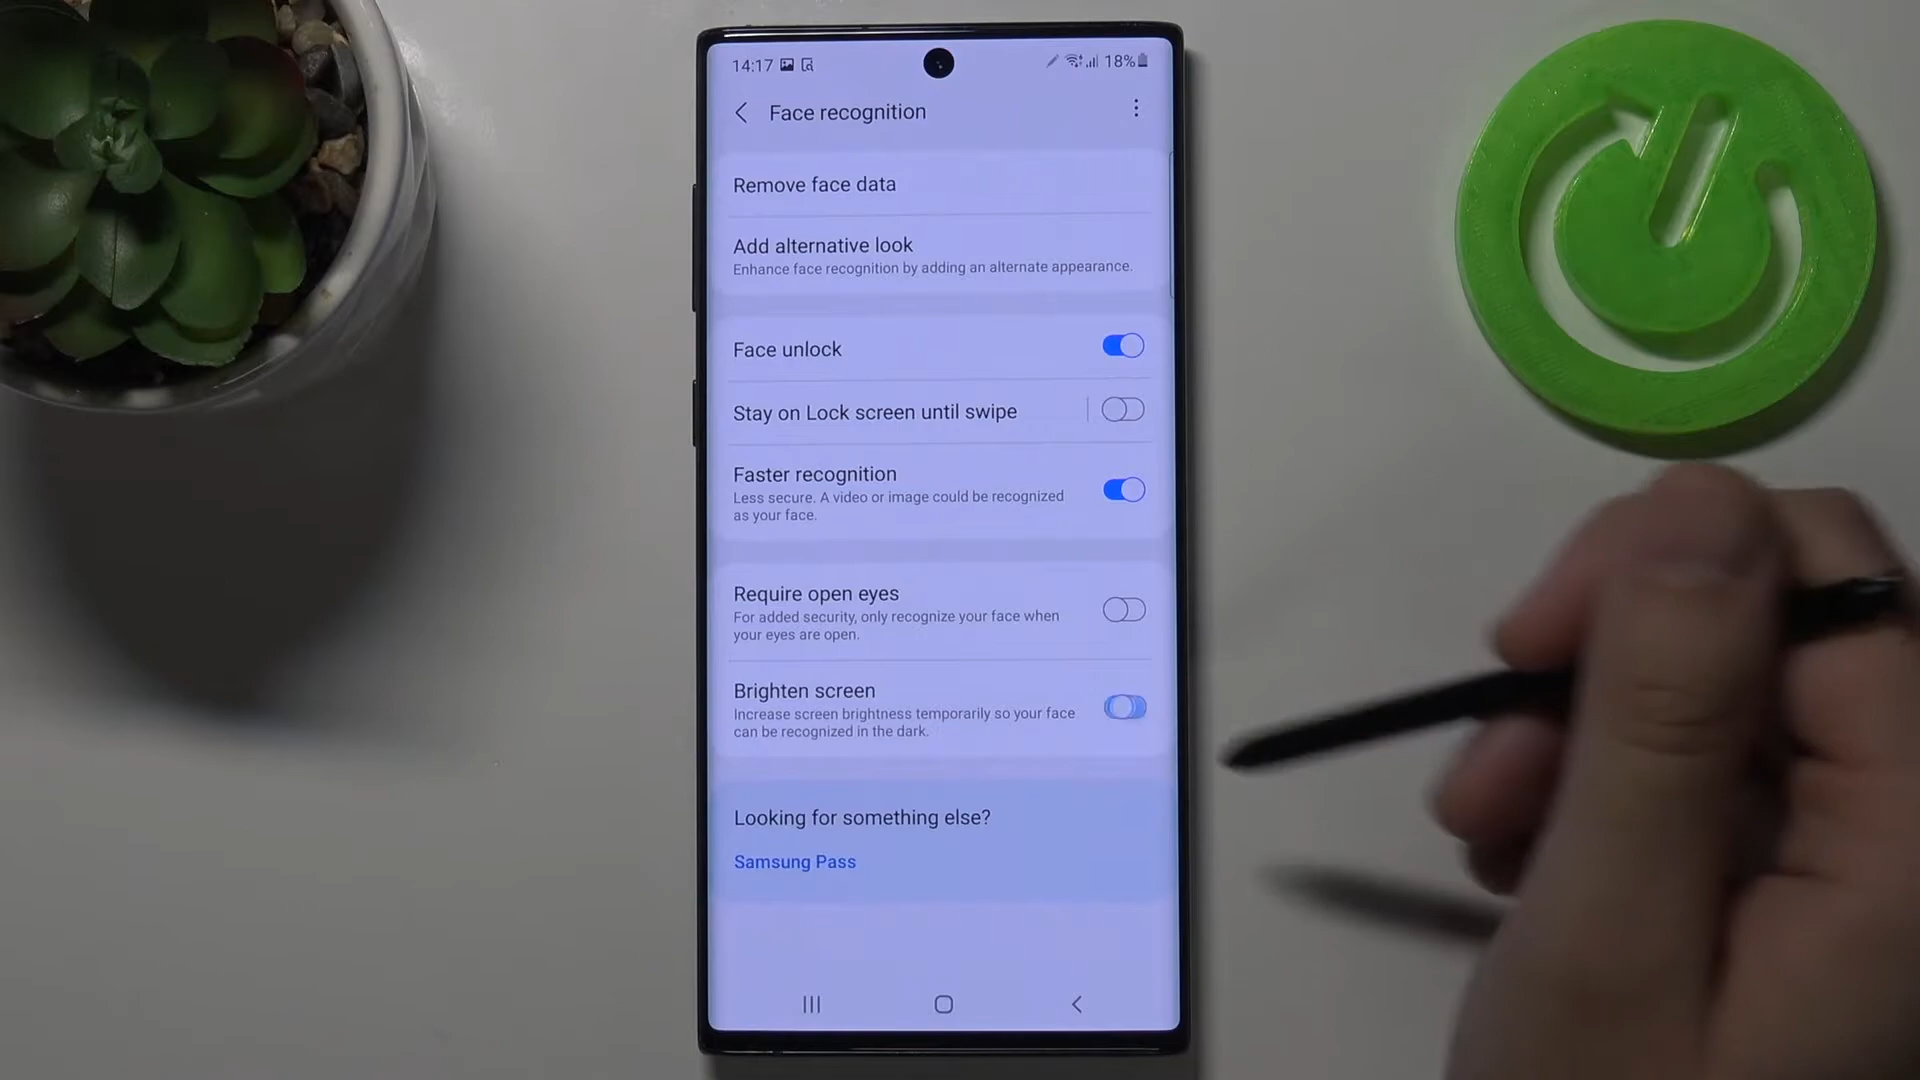 14:17
18%
Face recognition
Remove face data
Add alternative look
Enhance face recognition by adding an alternate appearance.
Face unlock
Stay on Lock screen until swipe
Faster recognition
Less secure. A video or image could be recognized
as your face.
Require open eyes
For added security, only recognize your face when
your eyes are open.
Brighten screen
Increase screen brightness temporarily so your face
can be recognized in the dark.
Looking for something else?
Samsung Pass